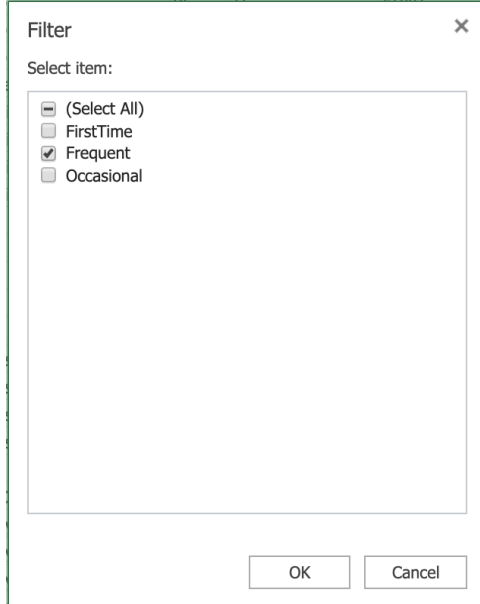 Filter
Select item:
(Select All)
FirstTime
Frequent
Occasional
OK
Cancel